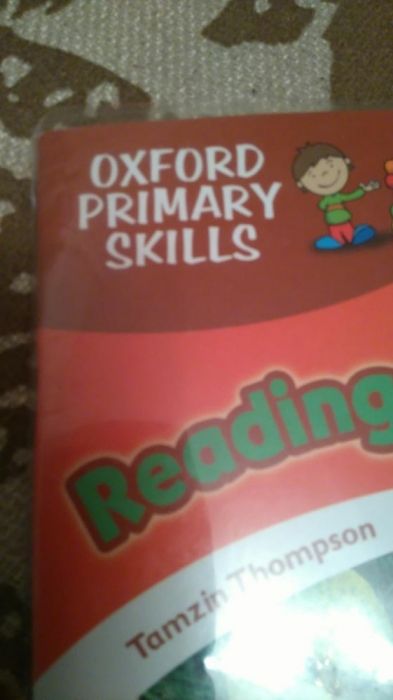 OXFORD
PRIMARY
SKILLS
Reading
Tamzin Thompson